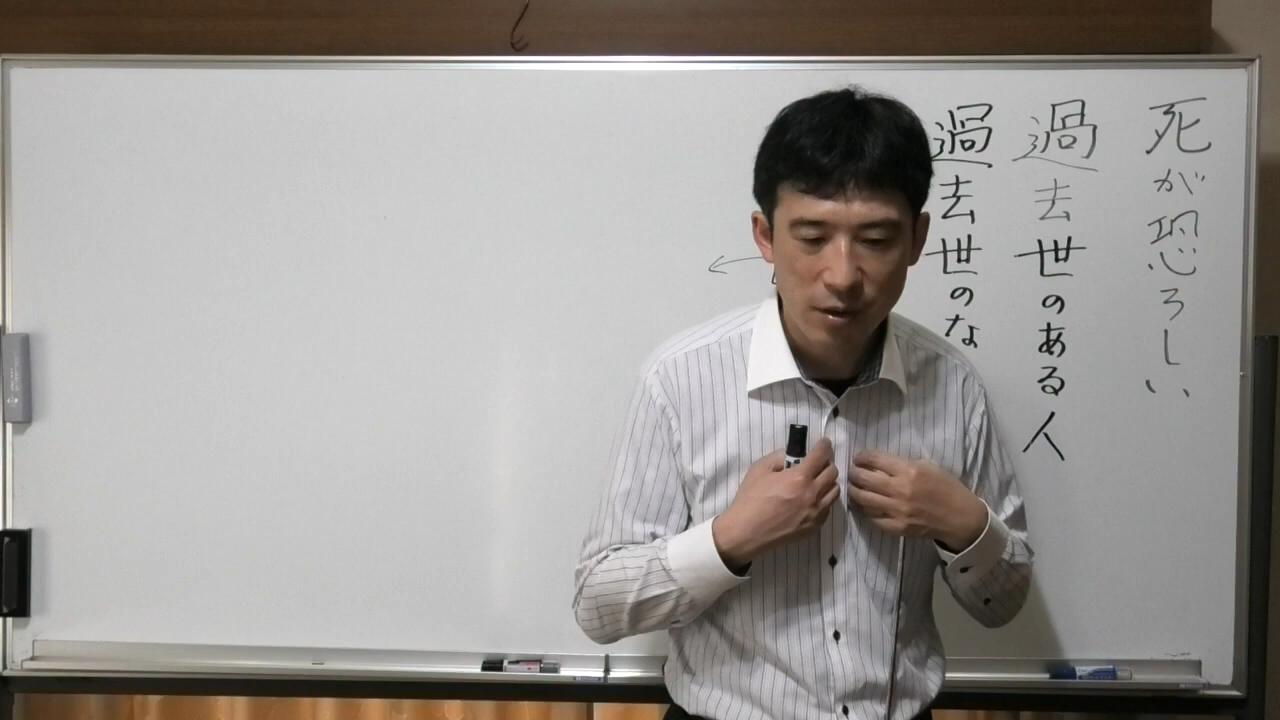 死が恐ろしい
過去世のある人
過去世のな